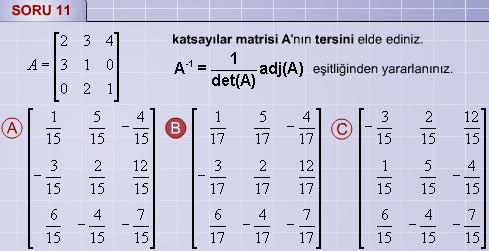 SORU 11
A = [2 3 4
3 1 0
0 2 1]
katsayılar matrisi A'nın tersini elde ediniz.
A⁻¹ = 1/det(A) adj(A) eşitliğinden yararlanınız.
A [1/15 5/15 -4/15
-3/15 2/15 12/15
6/15 -4/15 -7/15]
B [1/17 5/17 -4/17
-3/17 2/17 12/17
6/17 -4/17 -7/17]
C [-3/15 2/15 12/15
1/15 5/15 -4/15
6/15 -4/15 -7/15]